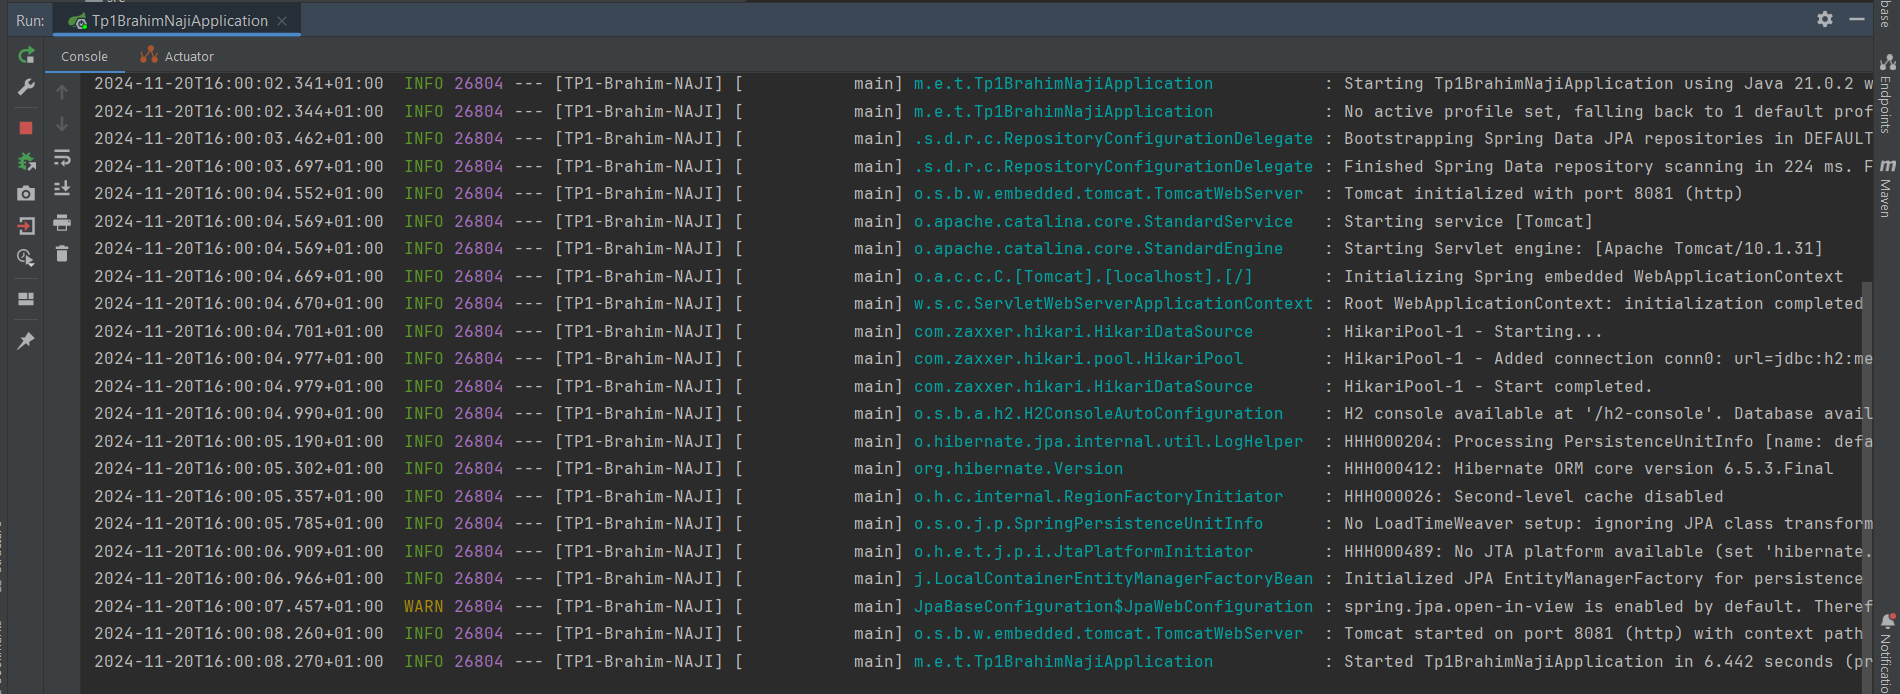 Run: Tp1BrahimNajiApplication
Console Actuator
2024-11-20T16:00:02.341+01:00 INFO 26804 --- [TP1-Brahim-NAJI] [ main] m.e.t.Tp1BrahimNajiApplication : Starting Tp1BrahimNajiApplication using Java 21.0.2 w
2024-11-20T16:00:02.344+01:00 INFO 26804 --- [TP1-Brahim-NAJI] [ main] m.e.t.Tp1BrahimNajiApplication : No active profile set, falling back to 1 default prof
2024-11-20T16:00:03.462+01:00 INFO 26804 --- [TP1-Brahim-NAJI] [ main] .s.d.r.c.RepositoryConfigurationDelegate : Bootstrapping Spring Data JPA repositories in DEFAULT
2024-11-20T16:00:03.697+01:00 INFO 26804 --- [TP1-Brahim-NAJI] [ main] .s.d.r.c.RepositoryConfigurationDelegate : Finished Spring Data repository scanning in 224 ms. F
2024-11-20T16:00:04.552+01:00 INFO 26804 --- [TP1-Brahim-NAJI] [ main] o.s.b.w.embedded.tomcat.TomcatWebServer : Tomcat initialized with port 8081 (http)
2024-11-20T16:00:04.569+01:00 INFO 26804 --- [TP1-Brahim-NAJI] [ main] o.apache.catalina.core.StandardService : Starting service [Tomcat]
2024-11-20T16:00:04.569+01:00 INFO 26804 --- [TP1-Brahim-NAJI] [ main] o.apache.catalina.core.StandardEngine : Starting Servlet engine: [Apache Tomcat/10.1.31]
2024-11-20T16:00:04.669+01:00 INFO 26804 --- [TP1-Brahim-NAJI] [ main] o.a.c.c.C.[Tomcat].[localhost].[/] : Initializing Spring embedded WebApplicationContext
2024-11-20T16:00:04.670+01:00 INFO 26804 --- [TP1-Brahim-NAJI] [ main] w.s.c.ServletWebServerApplicationContext : Root WebApplicationContext: initialization completed
2024-11-20T16:00:04.701+01:00 INFO 26804 --- [TP1-Brahim-NAJI] [ main] com.zaxxer.hikari.HikariDataSource : HikariPool-1 - Starting...
2024-11-20T16:00:04.977+01:00 INFO 26804 --- [TP1-Brahim-NAJI] [ main] com.zaxxer.hikari.pool.HikariPool : HikariPool-1 - Added connection conn0: url=jdbc:h2:me
2024-11-20T16:00:04.979+01:00 INFO 26804 --- [TP1-Brahim-NAJI] [ main] com.zaxxer.hikari.HikariDataSource : HikariPool-1 - Start completed.
2024-11-20T16:00:04.990+01:00 INFO 26804 --- [TP1-Brahim-NAJI] [ main] o.s.b.a.h2.H2ConsoleAutoConfiguration : H2 console available at '/h2-console'. Database avail
2024-11-20T16:00:05.190+01:00 INFO 26804 --- [TP1-Brahim-NAJI] [ main] o.hibernate.jpa.internal.util.LogHelper : HHH000204: Processing PersistenceUnitInfo [name: defa
2024-11-20T16:00:05.302+01:00 INFO 26804 --- [TP1-Brahim-NAJI] [ main] org.hibernate.Version : HHH000412: Hibernate ORM core version 6.5.3.Final
2024-11-20T16:00:05.357+01:00 INFO 26804 --- [TP1-Brahim-NAJI] [ main] o.h.c.internal.RegionFactoryInitiator : HHH000026: Second-level cache disabled
2024-11-20T16:00:05.785+01:00 INFO 26804 --- [TP1-Brahim-NAJI] [ main] o.s.o.j.p.SpringPersistenceUnitInfo : No LoadTimeWeaver setup: ignoring JPA class transform
2024-11-20T16:00:06.909+01:00 INFO 26804 --- [TP1-Brahim-NAJI] [ main] o.h.e.t.j.p.i.JtaPlatformInitiator : HHH000489: No JTA platform available (set 'hibernate.
2024-11-20T16:00:06.966+01:00 INFO 26804 --- [TP1-Brahim-NAJI] [ main] j.LocalContainerEntityManagerFactoryBean : Initialized JPA EntityManagerFactory for persistence
2024-11-20T16:00:07.457+01:00 WARN 26804 --- [TP1-Brahim-NAJI] [ main] JpaBaseConfiguration$JpaWebConfiguration : spring.jpa.open-in-view is enabled by default. Theref
2024-11-20T16:00:08.260+01:00 INFO 26804 --- [TP1-Brahim-NAJI] [ main] o.s.b.w.embedded.tomcat.TomcatWebServer : Tomcat started on port 8081 (http) with context path
2024-11-20T16:00:08.270+01:00 INFO 26804 --- [TP1-Brahim-NAJI] [ main] m.e.t.Tp1BrahimNajiApplication : Started Tp1BrahimNajiApplication in 6.442 seconds (pr
base
Endpoints
m Maven
Notificatio